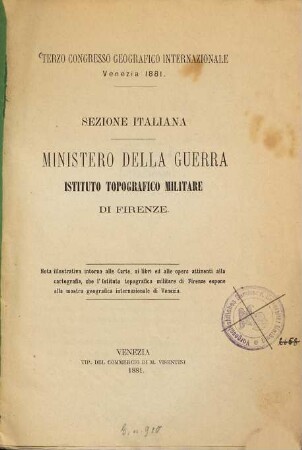 TERZO CONGRESSO GEOGRAFICO INTERNAZIONALE
Venezia 1881.
SEZIONE ITALIANA
MINISTERO DELLA GUERRA
ISTITUTO TOPOGRAFICO MILITARE
DI FIRENZE.
Nota illustrativa intorno alle Carte, ai libri ed alle opere attinenti alla
cartografia, che l'Istituto topografico militare di Firenze espone
alla mostra geografica internazionale di Venezia.
VENEZIA
TIP. DEL COMMERCIO DI M. VISENTINI
1881.